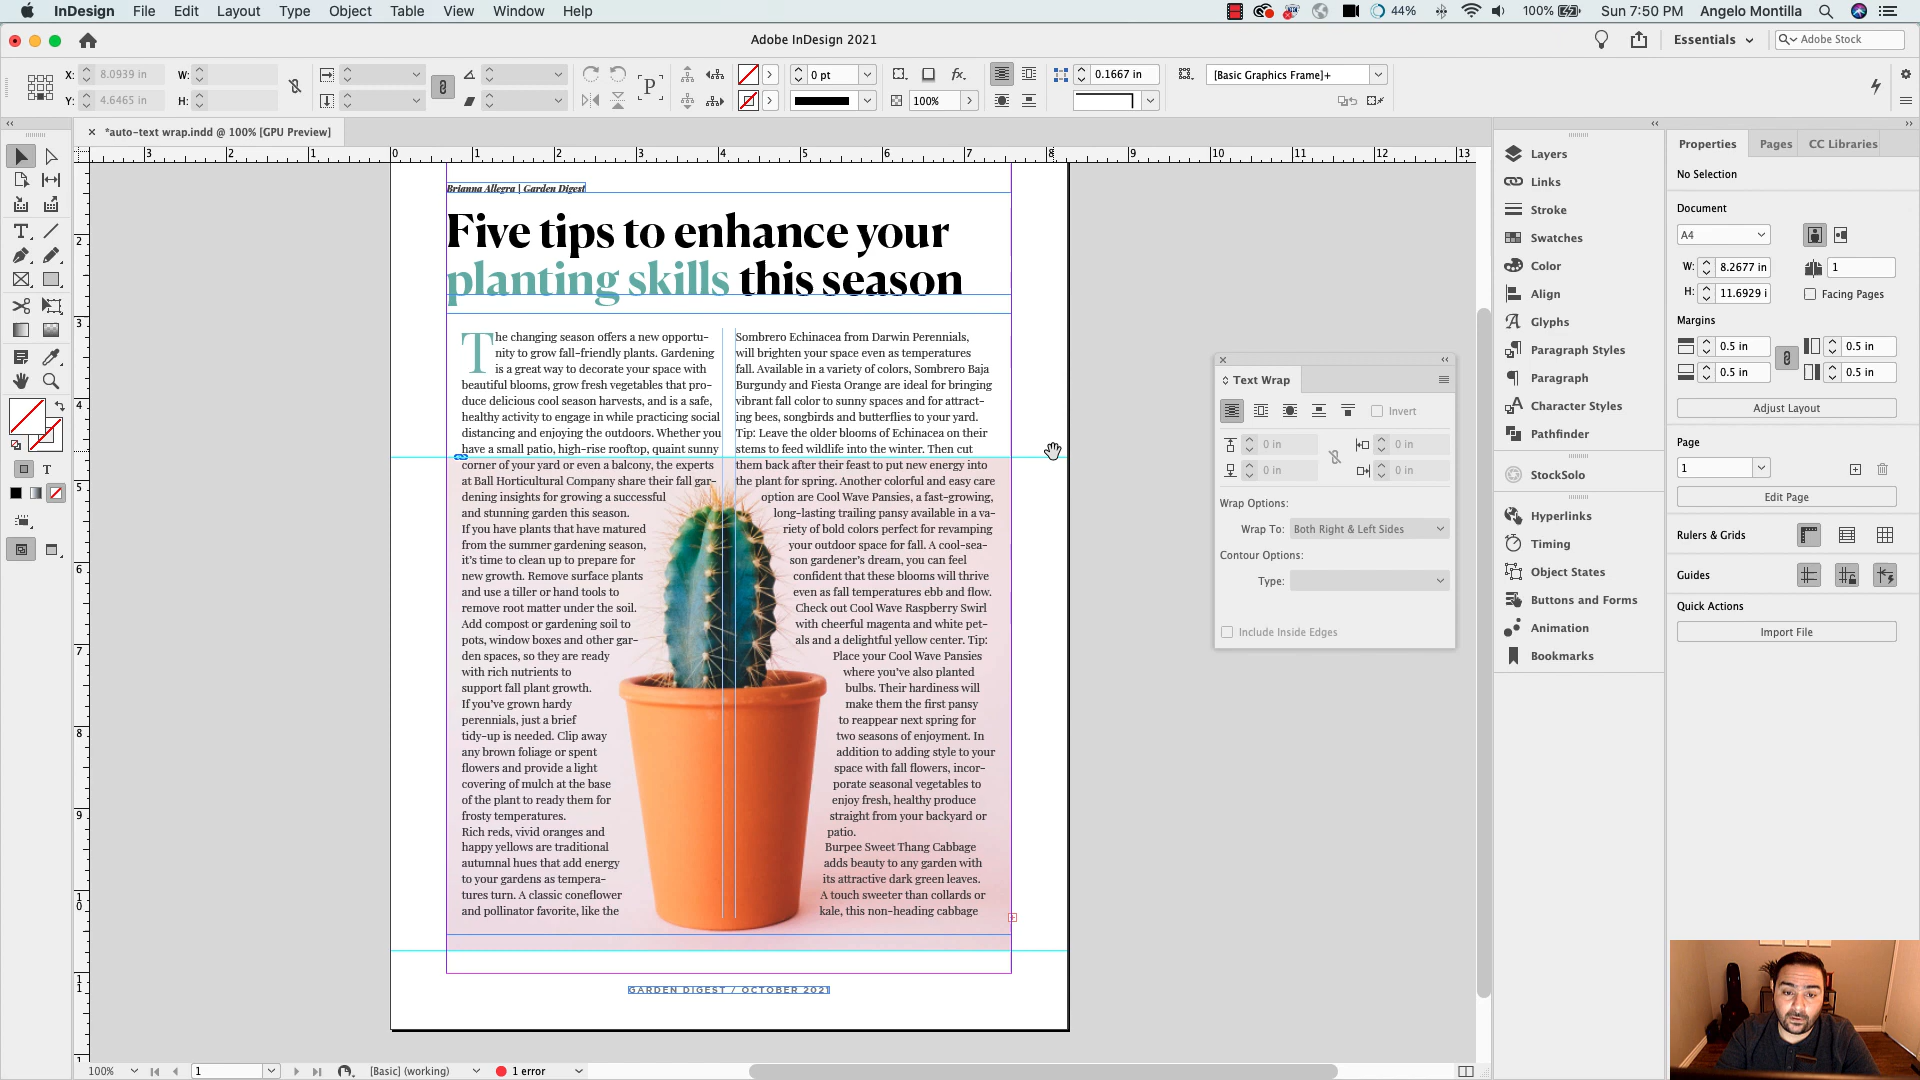 InDesign File Edit Layout Type Object Table View Window Help
44% 100% Sun 7:50 PM Angelo Montilla
Adobe InDesign 2021
Essentials
Adobe Stock
X: 8.0939 in W: 0 pt 0.1667 in [Basic Graphics Frame]+
Y: 4.6465 in H: 100%
*auto-text wrap.indd @ 100% [GPU Preview]
3 2 1 0 1 2 3 4 5 6 7 8 9 10 11 12 13
Brianna Allegra | Garden Digest
Five tips to enhance your
planting skills this season
The changing season offers a new opportu-
nity to grow fall-friendly plants. Gardening
is a great way to decorate your space with
beautiful blooms, grow fresh vegetables that pro-
duce delicious cool season harvests, and is a safe,
healthy activity to engage in while practicing social
distancing and enjoying the outdoors. Whether you
have a small patio, high-rise rooftop, quaint sunny
corner of your yard or even a balcony, the experts
at Ball Horticultural Company share their fall gar-
dening insights for growing a successful
and stunning garden this season.
If you have plants that have matured
from the summer gardening season,
it's time to clean up to prepare for
new growth. Remove surface plants
and use a tiller or hand tools to
remove root matter under the soil.
Add compost or gardening soil to
pots, window boxes and other gar-
den spaces, so they are ready
with rich nutrients to
support fall plant growth.
If you've grown hardy
perennials, just a brief
tidy-up is needed. Clip away
any brown foliage or spent
flowers and provide a light
covering of mulch at the base
of the plant to ready them for
frosty temperatures.
Rich reds, vivid oranges and
happy yellows are traditional
autumnal hues that add energy
to your gardens as tempera-
tures turn. A classic coneflower
and pollinator favorite, like the
Sombrero Echinacea from Darwin Perennials,
will brighten your space even as temperatures
fall. Available in a variety of colors, Sombrero Baja
Burgundy and Fiesta Orange are ideal for bringing
vibrant fall color to sunny spaces and for attract-
ing bees, songbirds and butterflies to your yard.
Tip: Leave the older blooms of Echinacea on their
stems to feed wildlife into the winter. Then cut
them back after their feast to put new energy into
the plant for spring. Another colorful and easy care
option are Cool Wave Pansies, a fast-growing,
long-lasting trailing pansy available in a va-
riety of bold colors perfect for revamping
your outdoor space for fall. A cool-sea-
son gardener's dream, you can feel
confident that these blooms will thrive
even as fall temperatures ebb and flow.
Check out Cool Wave Raspberry Swirl
with cheerful magenta and white pet-
als and a delightful yellow center. Tip:
Place your Cool Wave Pansies
where you've also planted
bulbs. Their hardiness will
make them the first pansy
to reappear next spring for
two seasons of enjoyment. In
addition to adding style to your
space with fall flowers, incor-
porate seasonal vegetables to
enjoy fresh, healthy produce
straight from your backyard or
patio.
Burpee Sweet Thang Cabbage
adds beauty to any garden with
its attractive dark green leaves.
A touch sweeter than collards or
kale, this non-heading cabbage
GARDEN DIGEST / OCTOBER 2021
2
3
4
5
6
7
8
9
10
11
Text Wrap
Invert
0 in 0 in
0 in 0 in
Wrap Options:
Wrap To: Both Right & Left Sides
Contour Options:
Type:
Include Inside Edges
Layers
Links
Stroke
Swatches
Color
Align
Glyphs
Paragraph Styles
Paragraph
Character Styles
Pathfinder
StockSolo
Hyperlinks
Timing
Object States
Buttons and Forms
Animation
Bookmarks
Properties Pages CC Libraries
No Selection
Document
A4
W: 8.2677 in 1
H: 11.6929 i Facing Pages
Margins
0.5 in 0.5 in
0.5 in 0.5 in
Adjust Layout
Page
1
Edit Page
Rulers & Grids
Guides
Quick Actions
Import File
100% 1 [Basic] (working) 1 error